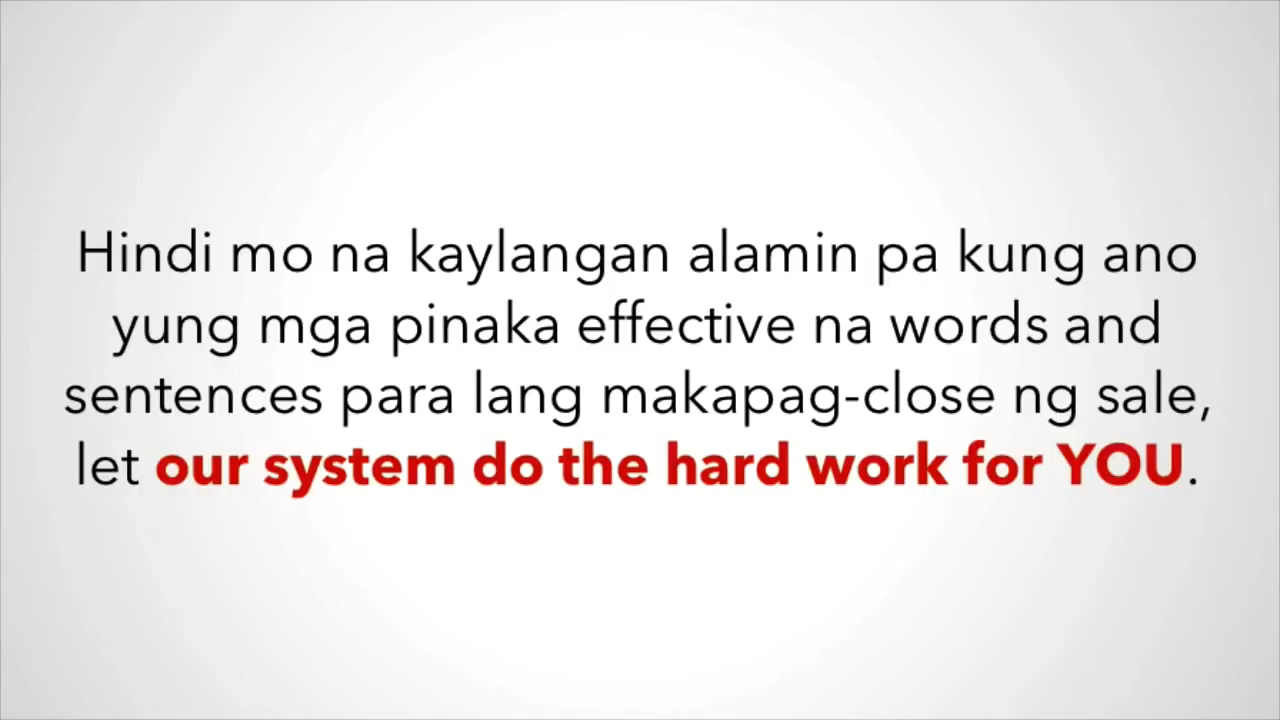 Hindi mo na kaylangan alamin pa kung ano
yung mga pinaka effective na words and
sentences para lang makapag-close ng sale,
let our system do the hard work for YOU.